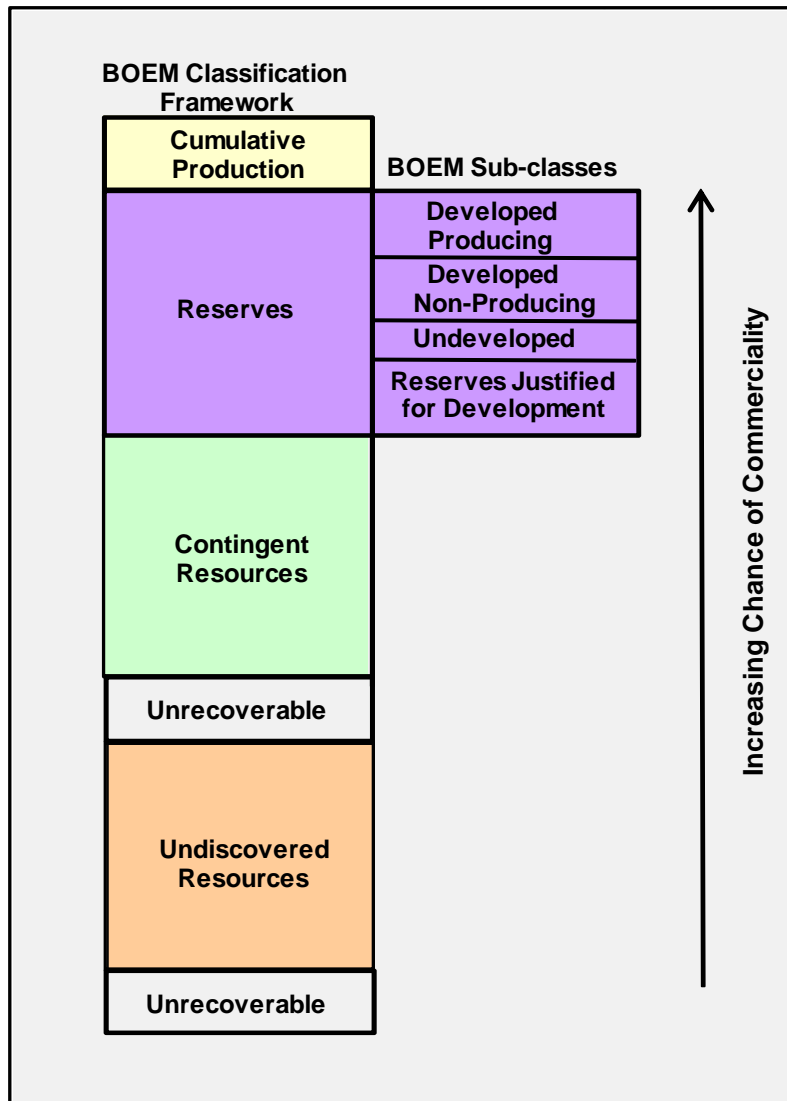 BOEM Classification
Framework
Cumulative
Production
BOEM Sub-classes
Reserves
Developed
Producing
Developed
Non-Producing
Undeveloped
Reserves Justified
for Development
Contingent
Resources
Unrecoverable
Undiscovered
Resources
Unrecoverable
Increasing Chance of Commerciality